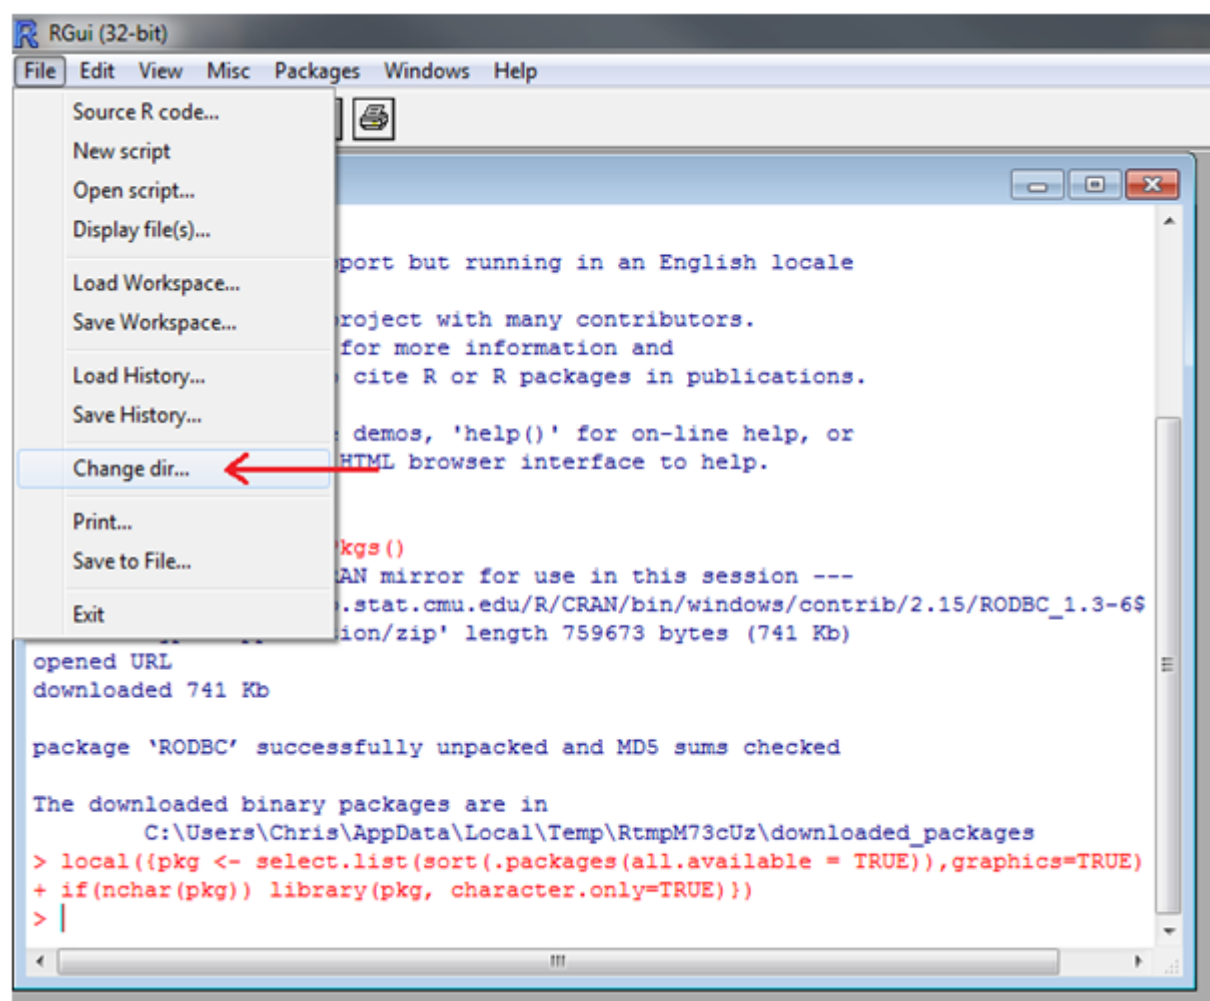 RGui (32-bit)
File Edit View Misc Packages Windows Help
Source R code...
New script
Open script...
Display file(s)...
Load Workspace...
Save Workspace...
Load History...
Save History...
Change dir...
Print...
Save to File...
Exit
port but running in an English locale
roject with many contributors.
for more information and
cite R or R packages in publications.
demos, 'help()' for on-line help, or
HTML browser interface to help.
kgs()
RAN mirror for use in this session ---
.stat.cmu.edu/R/CRAN/bin/windows/contrib/2.15/RODBC_1.3-6$
ion/zip' length 759673 bytes (741 Kb)
opened URL
downloaded 741 Kb
package ‘RODBC’ successfully unpacked and MD5 sums checked
The downloaded binary packages are in
C:\Users\Chris\AppData\Local\Temp\RtmpM73cUz\downloaded_packages
> local({pkg <- select.list(sort(.packages(all.available = TRUE)),graphics=TRUE)
+ if(nchar(pkg)) library(pkg, character.only=TRUE)})
>